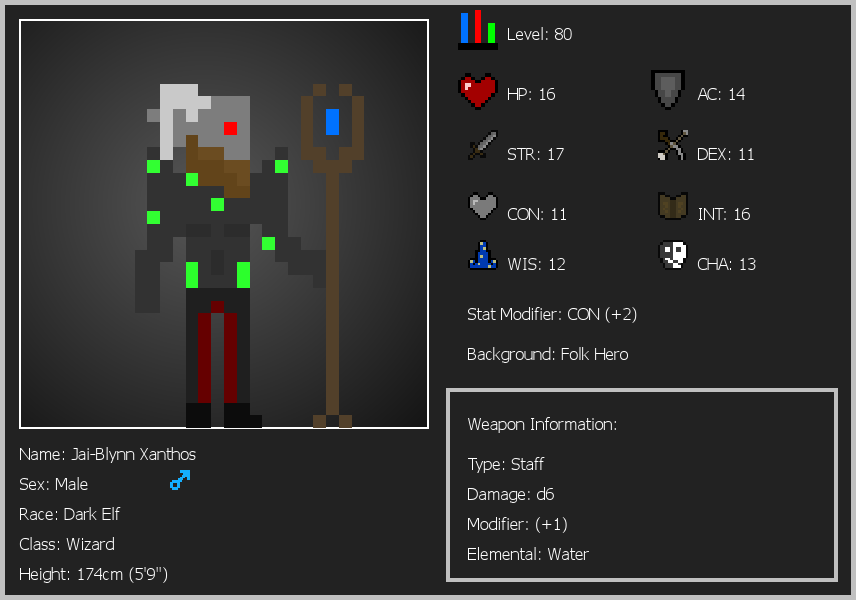 Level: 80
HP: 16
AC: 14
STR: 17
DEX: 11
CON: 11
INT: 16
WIS: 12
CHA: 13
Stat Modifier: CON (+2)
Background: Folk Hero
Weapon Information:
Type: Staff
Damage: d6
Modifier: (+1)
Elemental: Water
Name: Jai-Blynn Xanthos
Sex: Male
Race: Dark Elf
Class: Wizard
Height: 174cm (5'9")